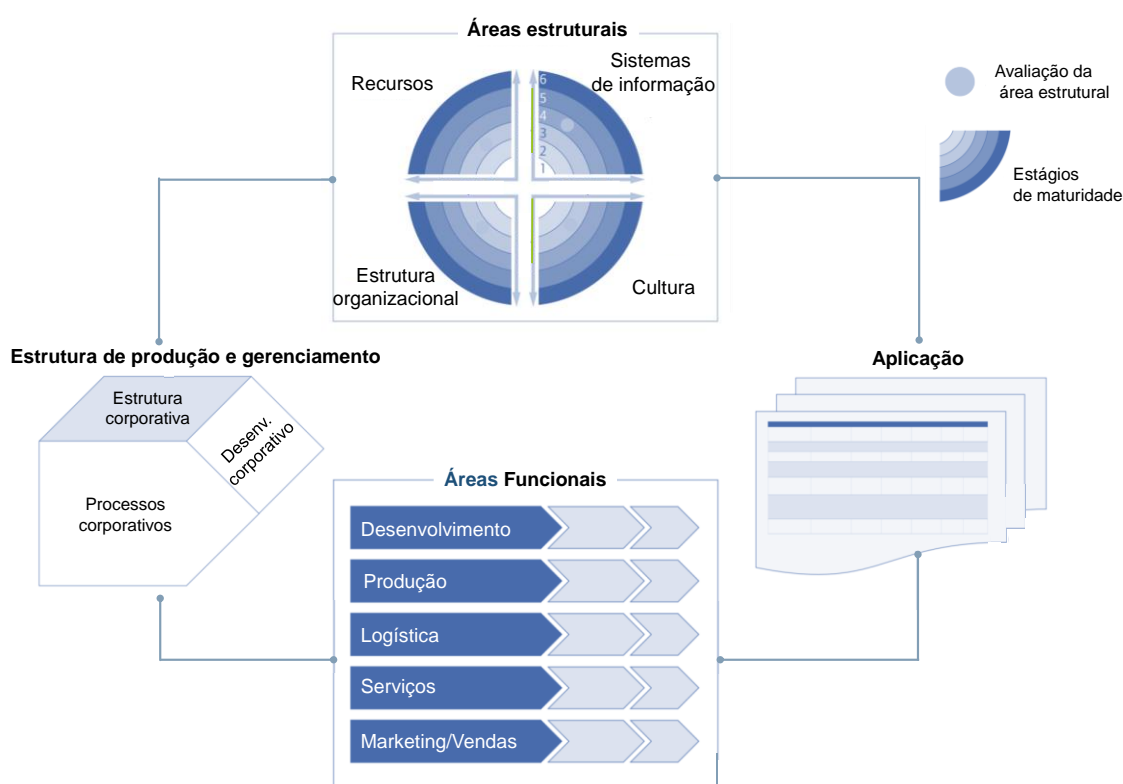 Áreas estruturais
Recursos
Sistemas
de informação
6
5
4
3
2
1
Estrutura
organizacional
Cultura
Avaliação da
área estrutural
Estágios
de maturidade
Estrutura de produção e gerenciamento
Estrutura
corporativa
Desenv.
corporativo
Processos
corporativos
Aplicação
Áreas Funcionais
Desenvolvimento
Produção
Logística
Serviços
Marketing/Vendas